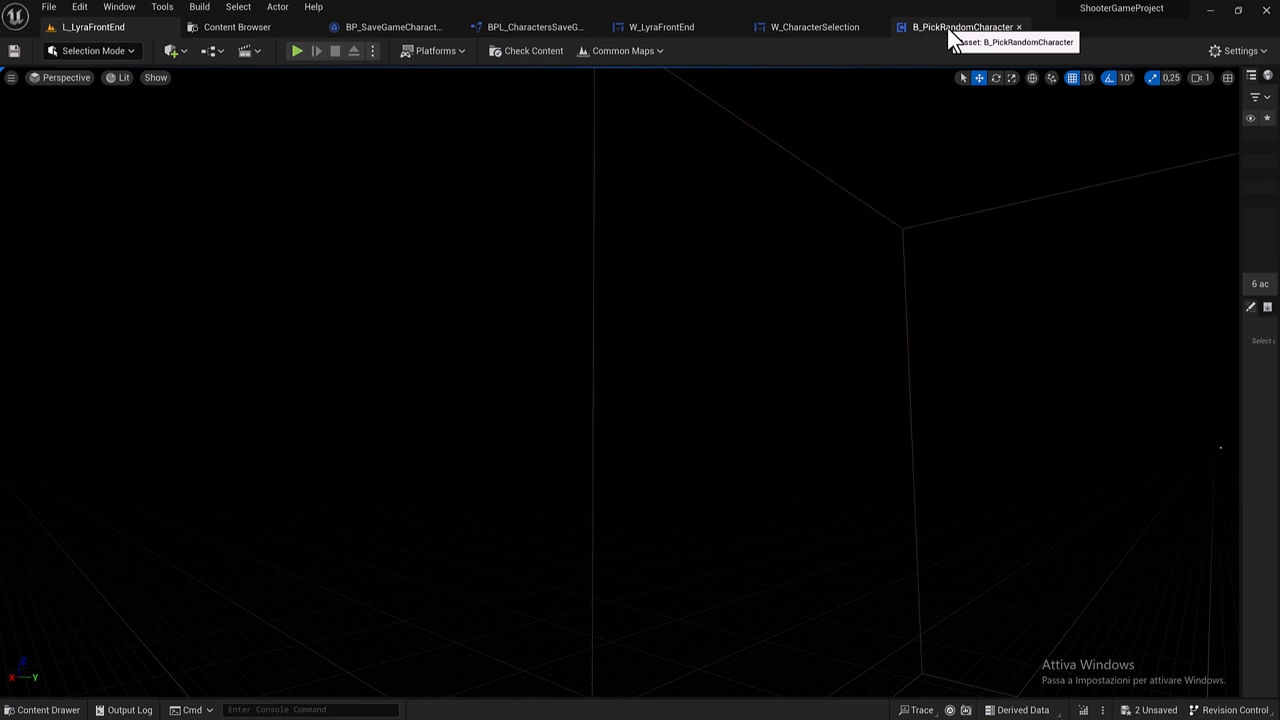 File Edit Window Tools Build Select Actor Help
ShooterGameProject
L_LyraFrontEnd Content Browser BP_SaveGameCharact... BPL_CharactersSaveG... W_LyraFrontEnd W_CharacterSelection B_PickRandomCharacter
Asset: B_PickRandomCharacter
Selection Mode Platforms Check Content Common Maps Settings
Perspective Lit Show 10 10° 0,25 1
6 ac
Select
Attiva Windows
Passa a Impostazioni per attivare Windows.
Content Drawer Output Log Cmd Enter Console Command Trace Derived Data 2 Unsaved Revision Control